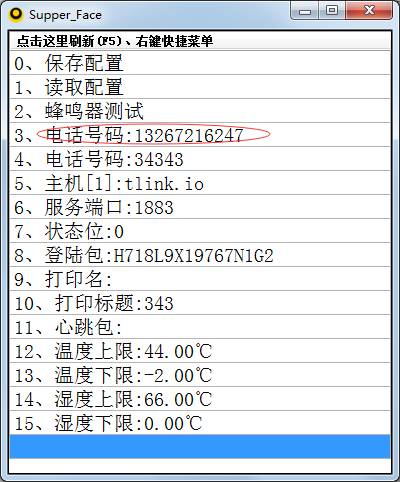 Supper_Face
点击这里刷新(F5)、右键快捷菜单
0、保存配置
1、读取配置
2、蜂鸣器测试
3、电话号码:13267216247
4、电话号码:34343
5、主机[1]:tlink.io
6、服务端口:1883
7、状态位:0
8、登陆包:H718L9X19767N1G2
9、打印名:
10、打印标题:343
11、心跳包:
12、温度上限:44.00℃
13、温度下限:-2.00℃
14、湿度上限:66.00℃
15、湿度下限:0.00℃